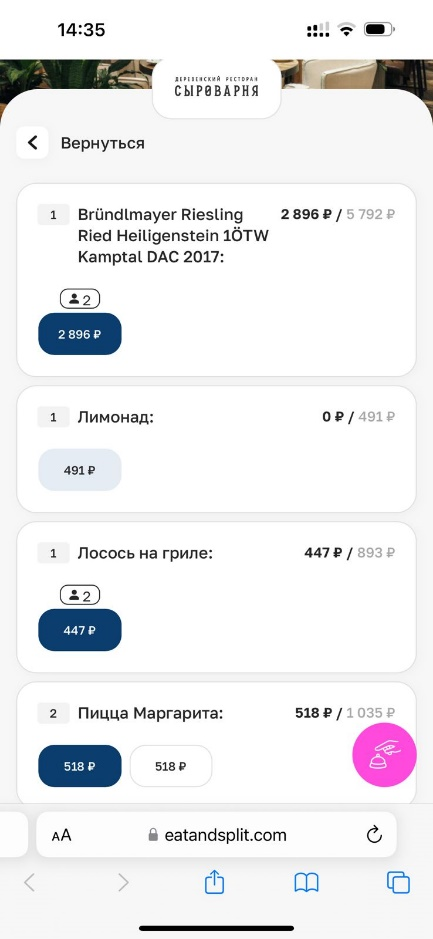 14:35
ДЕРЕВЕНСКИЙ РЕСТОРАН
СЫРОВАРНЯ
Вернуться
1 Bründlmayer Riesling 2 896 ₽ / 5 792 ₽
Ried Heiligenstein 1ÖTW
Kamptal DAC 2017:
2
2 896 ₽
1 Лимонад: 0 ₽ / 491 ₽
491 ₽
1 Лосось на гриле: 447 ₽ / 893 ₽
2
447 ₽
2 Пицца Маргарита: 518 ₽ / 1 035 ₽
518 ₽ 518 ₽
AA eatandsplit.com